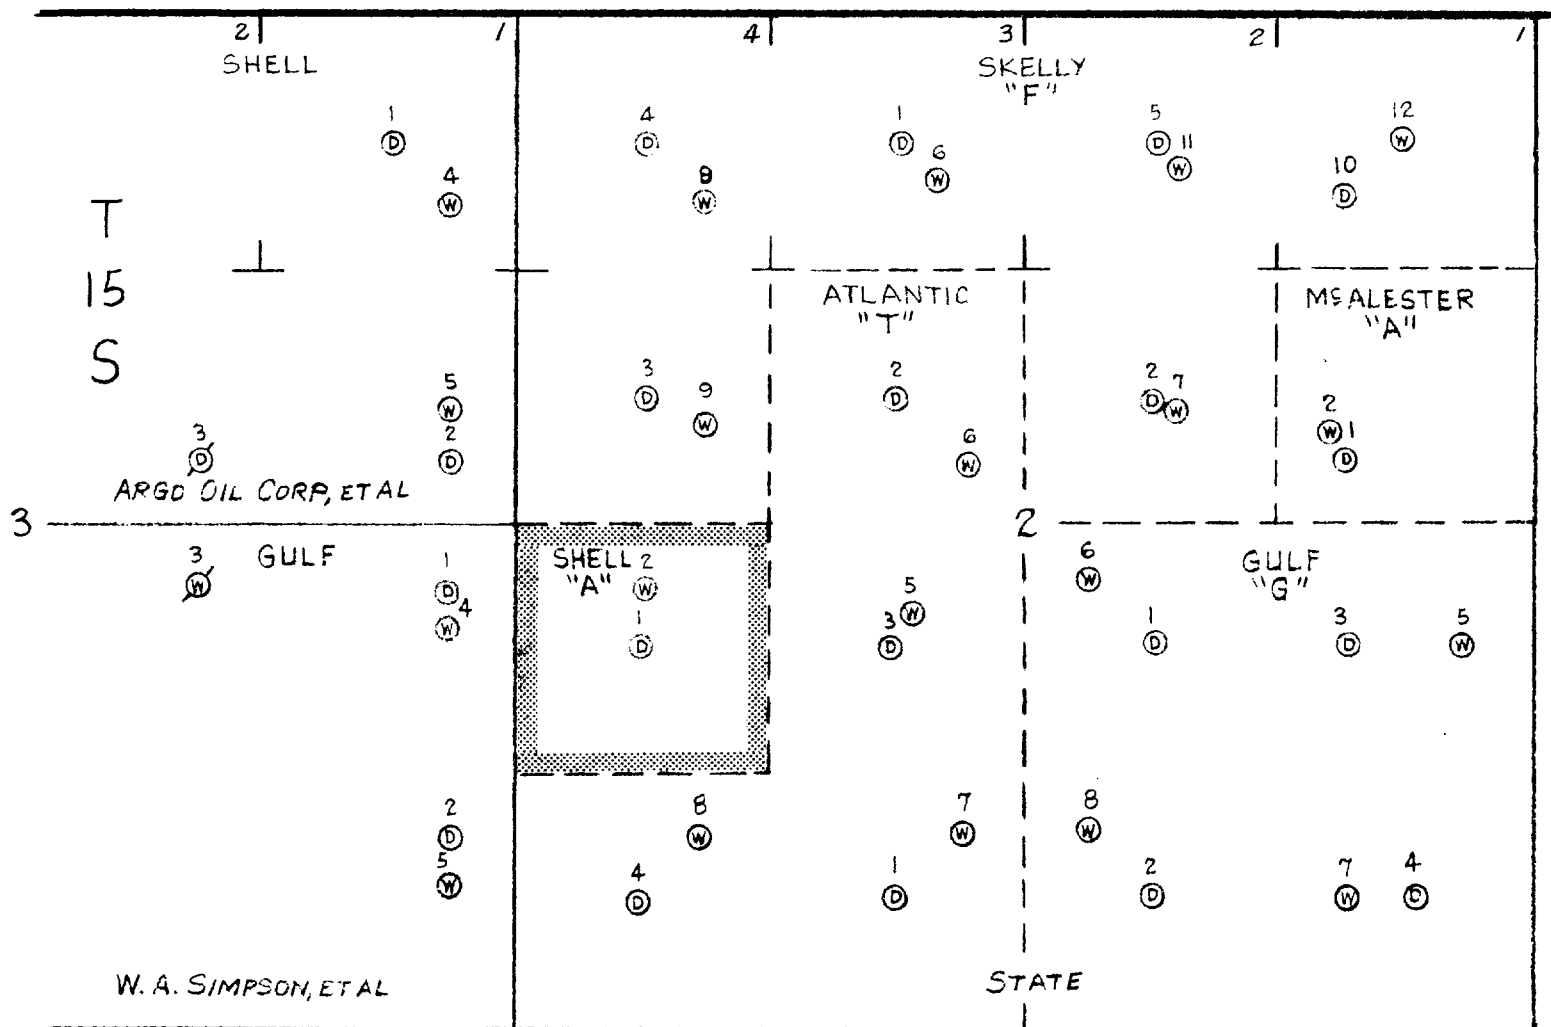 2 1 4 3 2 1
SHELL
SKELLY
"F"
1 4 1 5 12
D D D D W
6 11
W W
10
D
4 8
W W
T
15
S
ATLANTIC
"T"
McALESTER
"A"
3 2 2 7
D D D W
5 9
W W
2 1
W D
3 2
D D
6
W
ARGO OIL CORP, ET AL
3 2
GULF
SHELL
"A"
GULF
"G"
3 1 2 6
W D W W
4 5
W W
1 3 1 3 5
D D D D W
2 8 7 8
D W W W
5
W
4 1 2 7 4
D D D W D
W. A. SIMPSON, ET AL
STATE